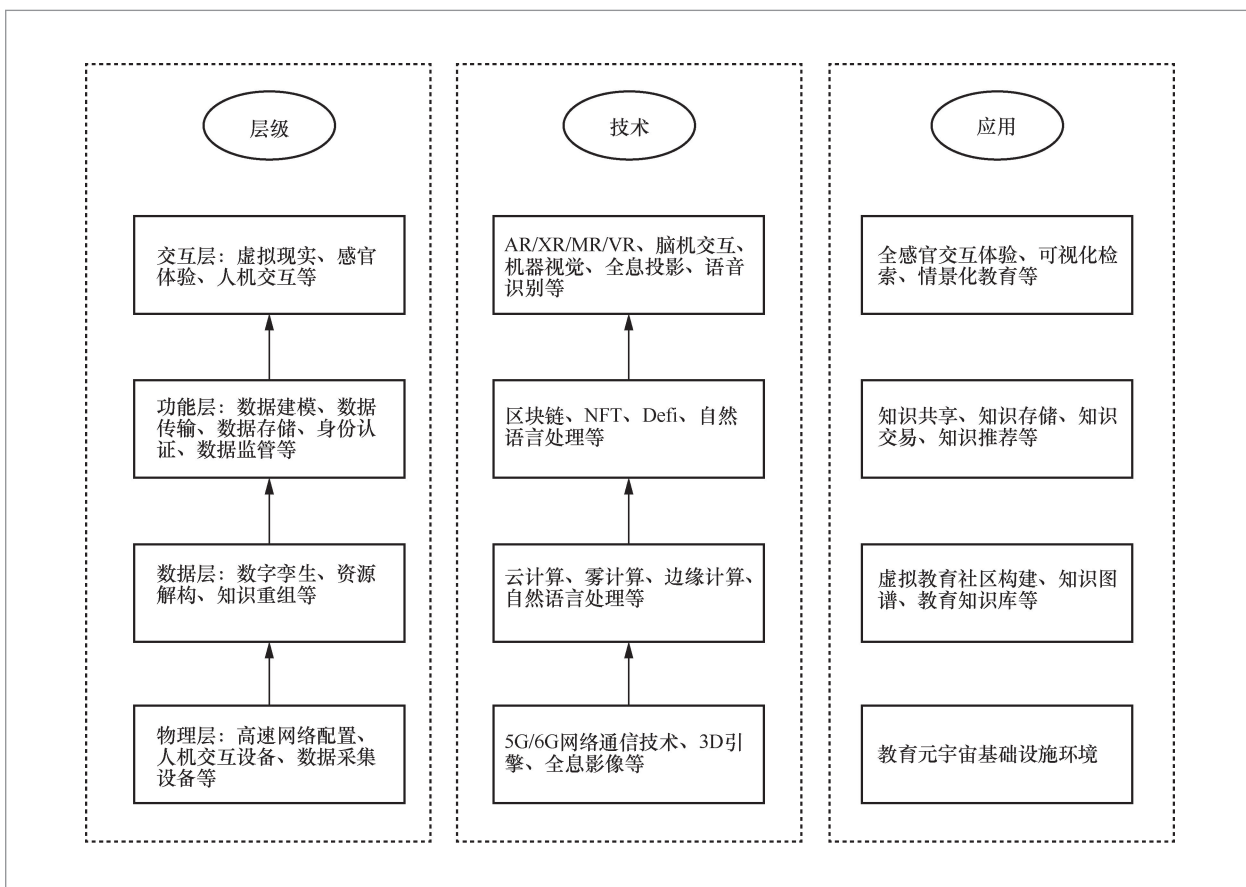 层级
交互层：虚拟现实、感官
体验、人机交互等
功能层：数据建模、数据
传输、数据存储、身份认
证、数据监管等
数据层：数字孪生、资源
解构、知识重组等
物理层：高速网络配置、
人机交互设备、数据采集
设备等
技术
AR/XR/MR/VR、脑机交互、
机器视觉、全息投影、语音
识别等
区块链、NFT、Defi、自然
语言处理等
云计算、雾计算、边缘计算、
自然语言处理等
5G/6G网络通信技术、3D引
擎、全息影像等
应用
全感官交互体验、可视化检
索、情景化教育等
知识共享、知识存储、知识
交易、知识推荐等
虚拟教育社区构建、知识图
谱、教育知识库等
教育元宇宙基础设施环境